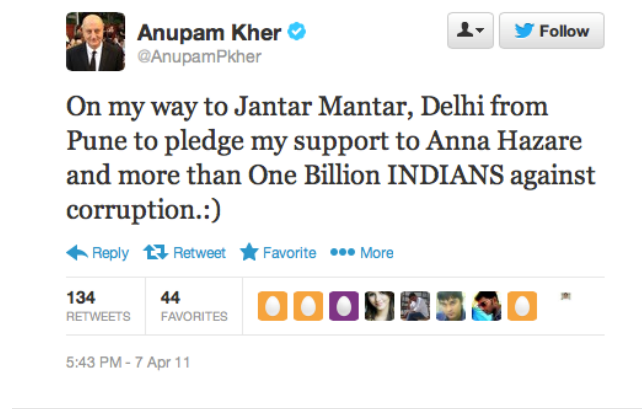 Anupam Kher
Follow
@AnupamPkher
On my way to Jantar Mantar, Delhi from
Pune to pledge my support to Anna Hazare
and more than One Billion INDIANS against
corruption.:)
Reply Retweet Favorite More
134 44
RETWEETS FAVORITES
5:43 PM - 7 Apr 11